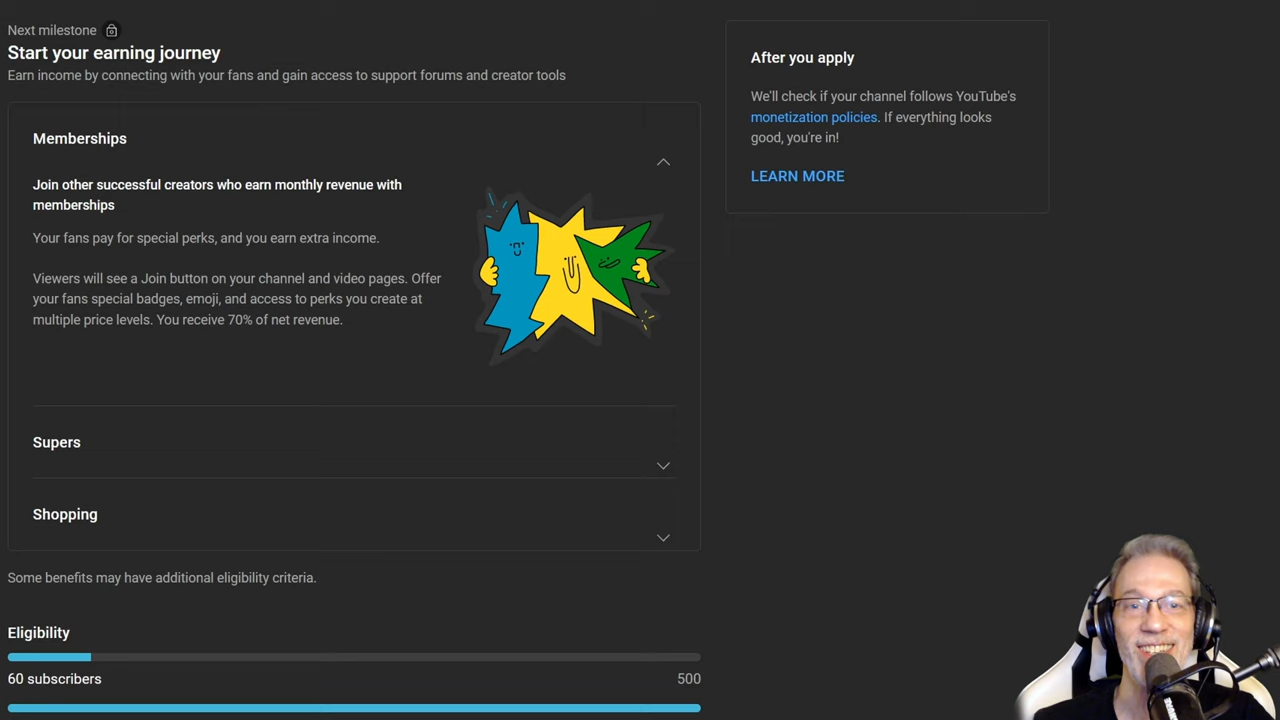 Next milestone
Start your earning journey
Earn income by connecting with your fans and gain access to support forums and creator tools
Memberships
Join other successful creators who earn monthly revenue with
memberships
Your fans pay for special perks, and you earn extra income.
Viewers will see a Join button on your channel and video pages. Offer
your fans special badges, emoji, and access to perks you create at
multiple price levels. You receive 70% of net revenue.
Supers
Shopping
Some benefits may have additional eligibility criteria.
Eligibility
60 subscribers
500
After you apply
We'll check if your channel follows YouTube's
monetization policies. If everything looks
good, you're in!
LEARN MORE